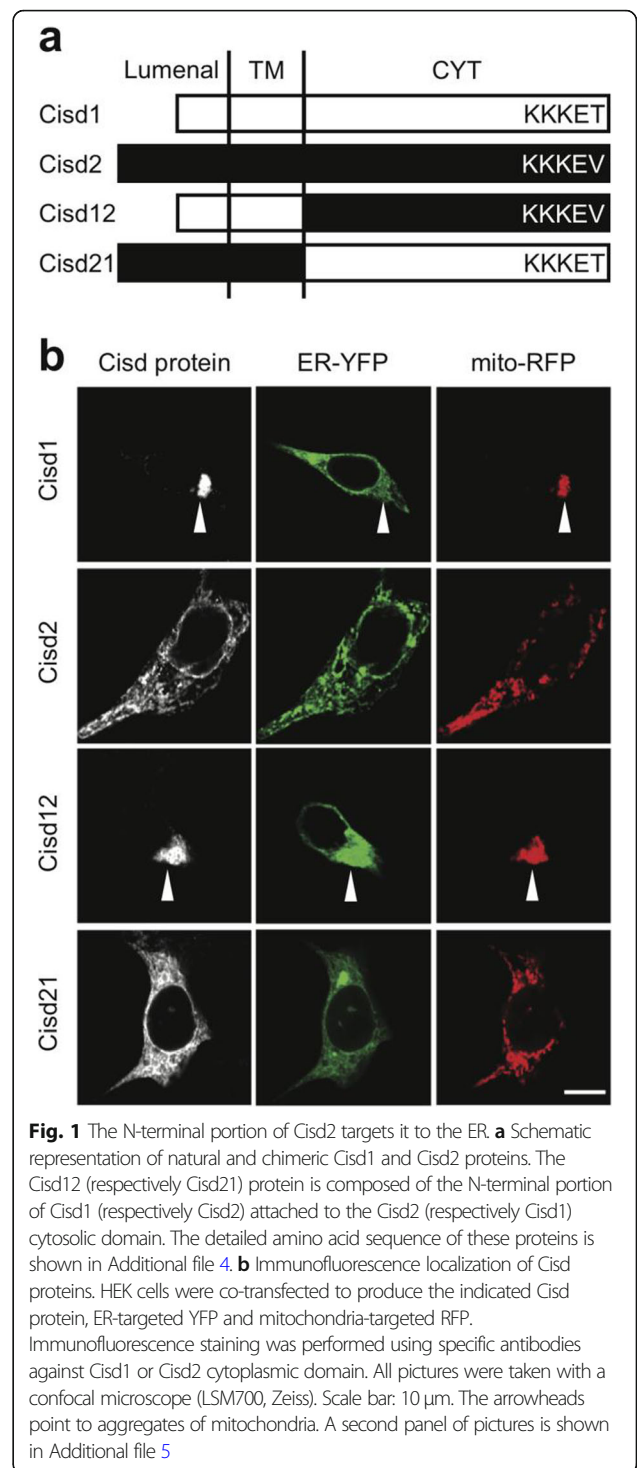 a
Lumenal TM CYT
Cisd1 KKKET
Cisd2 KKKEV
Cisd12 KKKEV
Cisd21 KKKET
b
Cisd protein ER-YFP mito-RFP
Cisd1
Cisd2
Cisd12
Cisd21
Fig. 1 The N-terminal portion of Cisd2 targets it to the ER. a Schematic
representation of natural and chimeric Cisd1 and Cisd2 proteins. The
Cisd12 (respectively Cisd21) protein is composed of the N-terminal portion
of Cisd1 (respectively Cisd2) attached to the Cisd2 (respectively Cisd1)
cytosolic domain. The detailed amino acid sequence of these proteins is
shown in Additional file 4. b Immunofluorescence localization of Cisd
proteins. HEK cells were co-transfected to produce the indicated Cisd
protein, ER-targeted YFP and mitochondria-targeted RFP.
Immunofluorescence staining was performed using specific antibodies
against Cisd1 or Cisd2 cytoplasmic domain. All pictures were taken with a
confocal microscope (LSM700, Zeiss). Scale bar: 10 μm. The arrowheads
point to aggregates of mitochondria. A second panel of pictures is shown
in Additional file 5